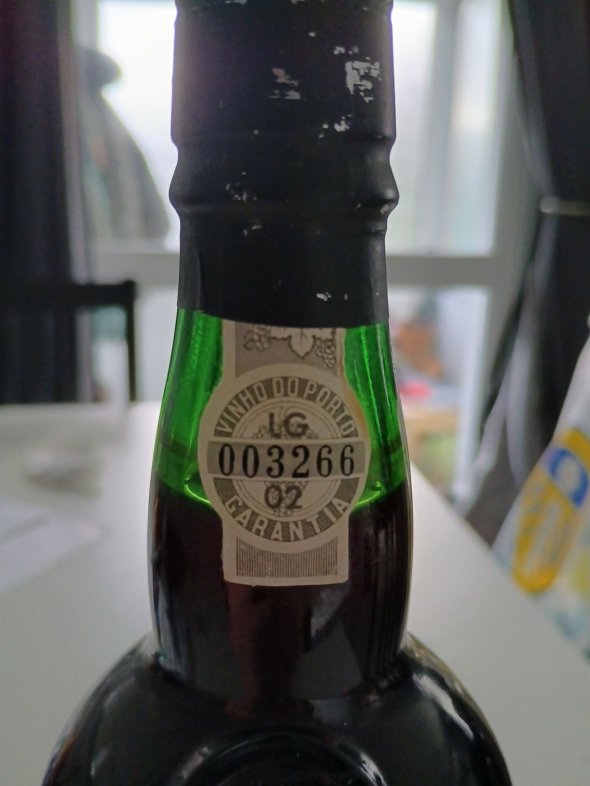 VINHO DO PORTO
LG
003266
02
GARANTIA